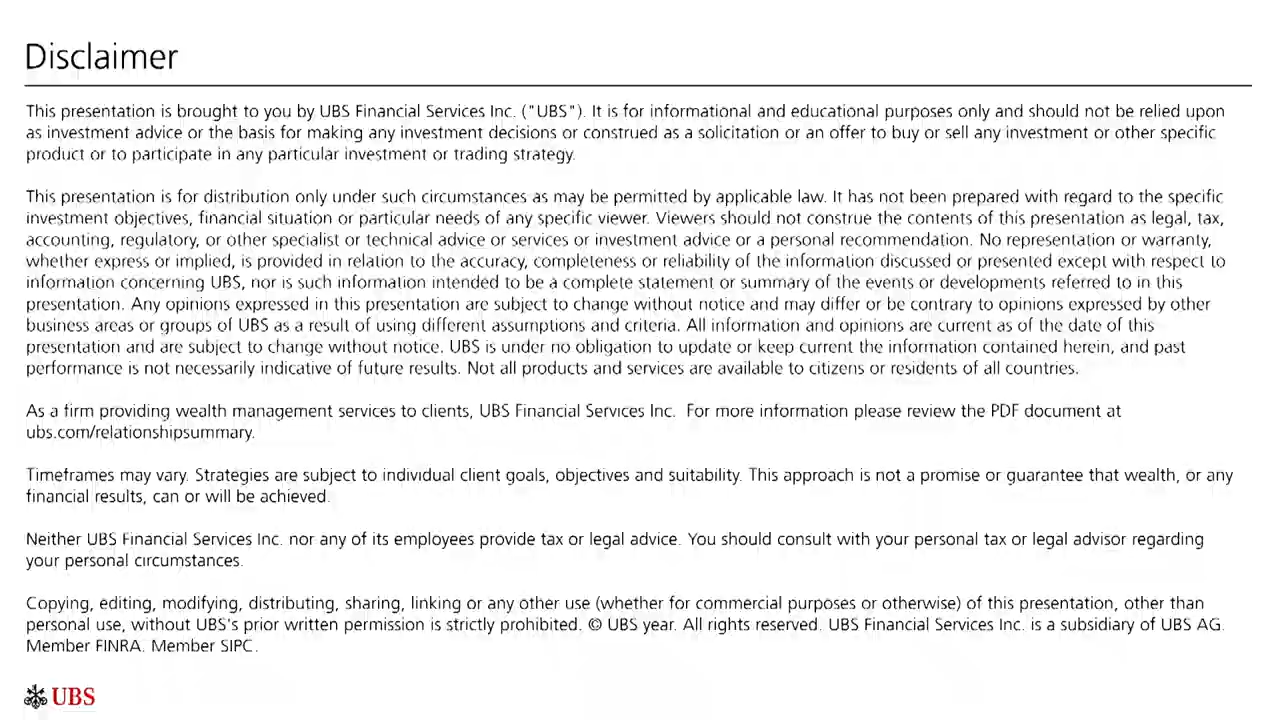 Disclaimer
This presentation is brought to you by UBS Financial Services Inc. ("UBS"). It is for informational and educational purposes only and should not be relied upon
as investment advice or the basis for making any investment decisions or construed as a solicitation or an offer to buy or sell any investment or other specific
product or to participate in any particular investment or trading strategy.
This presentation is for distribution only under such circumstances as may be permitted by applicable law. It has not been prepared with regard to the specific
investment objectives, financial situation or particular needs of any specific viewer. Viewers should not construe the contents of this presentation as legal, tax,
accounting, regulatory, or other specialist or technical advice or services or investment advice or a personal recommendation. No representation or warranty,
whether express or implied, is provided in relation to the accuracy, completeness or reliability of the information discussed or presented except with respect to
information concerning UBS, nor is such information intended to be a complete statement or summary of the events or developments referred to in this
presentation. Any opinions expressed in this presentation are subject to change without notice and may differ or be contrary to opinions expressed by other
business areas or groups of UBS as a result of using different assumptions and criteria. All information and opinions are current as of the date of this
presentation and are subject to change without notice. UBS is under no obligation to update or keep current the information contained herein, and past
performance is not necessarily indicative of future results. Not all products and services are available to citizens or residents of all countries.
As a firm providing wealth management services to clients, UBS Financial Services Inc. For more information please review the PDF document at
ubs.com/relationshipsummary.
Timeframes may vary. Strategies are subject to individual client goals, objectives and suitability. This approach is not a promise or guarantee that wealth, or any
financial results, can or will be achieved.
Neither UBS Financial Services Inc. nor any of its employees provide tax or legal advice. You should consult with your personal tax or legal advisor regarding
your personal circumstances.
Copying, editing, modifying, distributing, sharing, linking or any other use (whether for commercial purposes or otherwise) of this presentation, other than
personal use, without UBS's prior written permission is strictly prohibited. © UBS year. All rights reserved. UBS Financial Services Inc. is a subsidiary of UBS AG.
Member FINRA. Member SIPC.
UBS